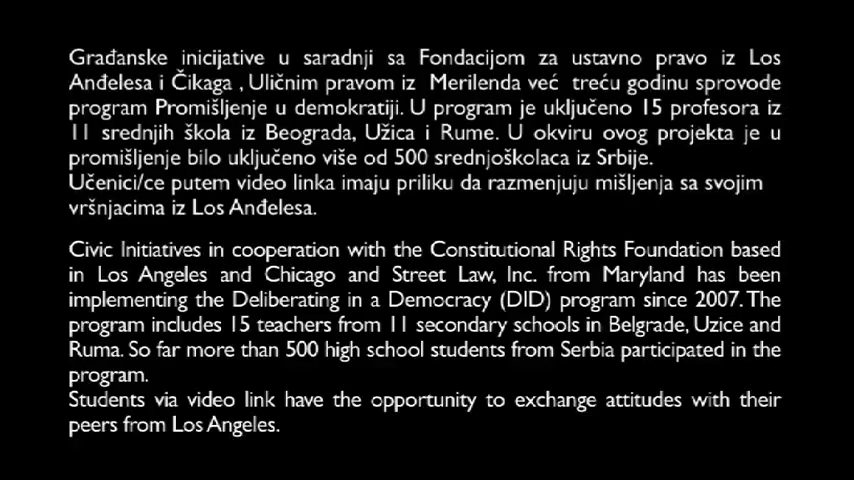 Građanske inicijative u saradnji sa Fondacijom za ustavno pravo iz Los
Anđelesa i Čikaga , Uličnim pravom iz Merilenda već treću godinu sprovode
program Promišljenje u demokratiji. U program je uključeno 15 profesora iz
11 srednjih škola iz Beograda, Užica i Rume. U okviru ovog projekta je u
promišljenje bilo uključeno više od 500 srednjoškolaca iz Srbije.
Učenici/ce putem video linka imaju priliku da razmenjuju mišljenja sa svojim
vršnjacima iz Los Anđelesa.
Civic Initiatives in cooperation with the Constitutional Rights Foundation based
in Los Angeles and Chicago and Street Law, Inc. from Maryland has been
implementing the Deliberating in a Democracy (DID) program since 2007. The
program includes 15 teachers from 11 secondary schools in Belgrade, Uzice and
Ruma. So far more than 500 high school students from Serbia participated in the
program.
Students via video link have the opportunity to exchange attitudes with their
peers from Los Angeles.